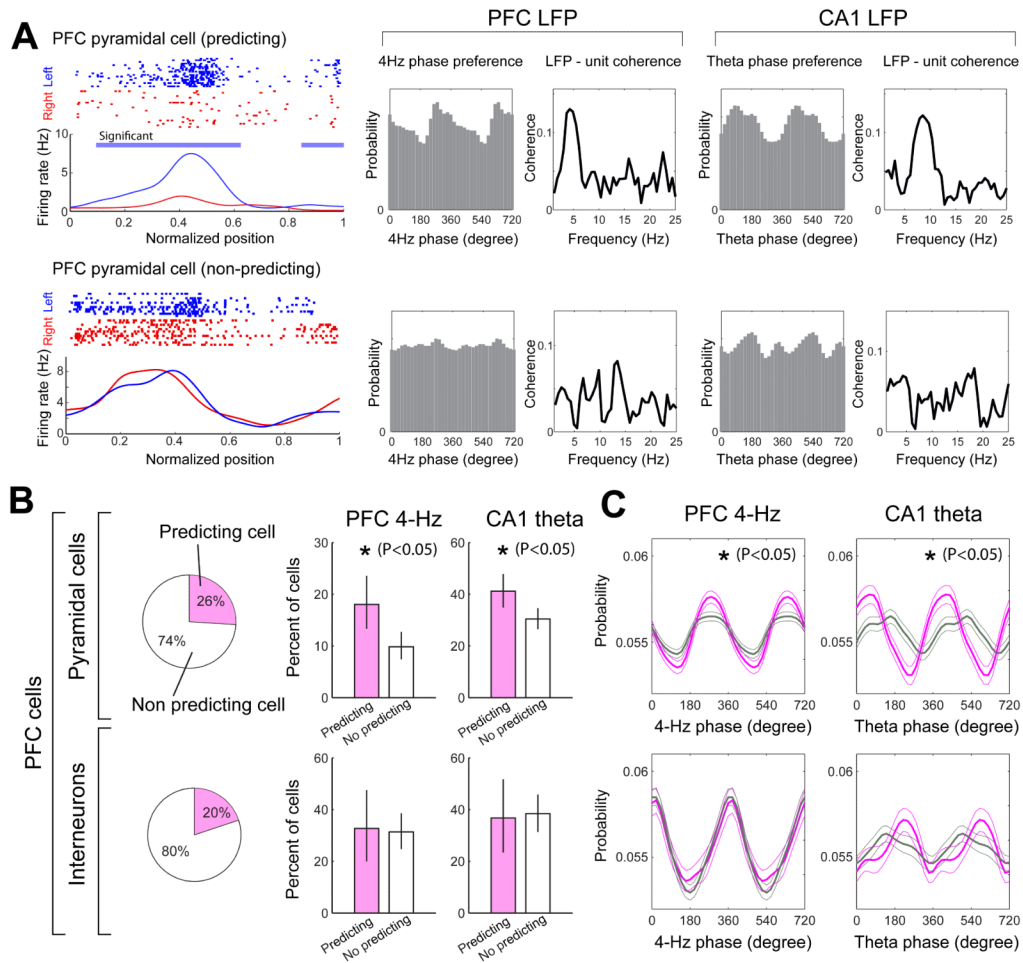 PFC LFP
CA1 LFP
A
PFC pyramidal cell (predicting)
4Hz phase preference
LFP - unit coherence
Theta phase preference
LFP - unit coherence
Left
Right
Significant
Firing rate (Hz)
10
5
0
0 0.2 0.4 0.6 0.8 1
Normalized position
Probability
0 180 360 540 720
4Hz phase (degree)
Coherence
0.1
0
5 10 15 20 25
Frequency (Hz)
Probability
0 180 360 540 720
Theta phase (degree)
Coherence
0.1
0
5 10 15 20 25
Frequency (Hz)
PFC pyramidal cell (non-predicting)
Left
Right
Firing rate (Hz)
8
4
0
0 0.2 0.4 0.6 0.8 1
Normalized position
Probability
0 180 360 540 720
4Hz phase (degree)
Coherence
0.1
0
5 10 15 20 25
Frequency (Hz)
Probability
0 180 360 540 720
Theta phase (degree)
Coherence
0.1
0
5 10 15 20 25
Frequency (Hz)
B
PFC cells
Pyramidal cells
Predicting cell
26%
74%
Non predicting cell
PFC 4-Hz
* (P<0.05)
Percent of cells
30
20
10
0
Predicting
No predicting
CA1 theta
* (P<0.05)
60
40
20
0
Predicting
No predicting
Interneurons
20%
80%
Percent of cells
60
40
20
0
Predicting
No predicting
60
40
20
0
Predicting
No predicting
C
PFC 4-Hz
* (P<0.05)
Probability
0.06
0.055
0 180 360 540 720
4-Hz phase (degree)
CA1 theta
* (P<0.05)
0.06
0.055
0 180 360 540 720
Theta phase (degree)
Probability
0.06
0.055
0 180 360 540 720
4-Hz phase (degree)
0.06
0.055
0 180 360 540 720
Theta phase (degree)